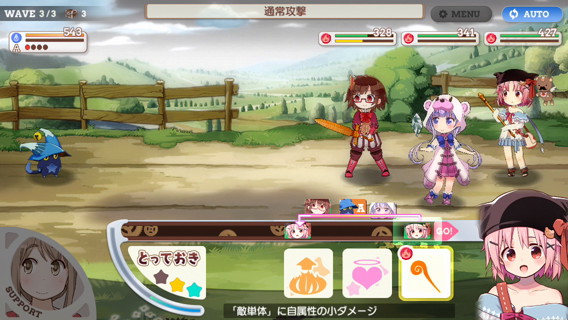 WAVE 3/3 3
通常攻撃
MENU
AUTO
543
A
328
341
427
A
GO!
とっておき
SUPPORT
「敵単体」に自属性の小ダメージ